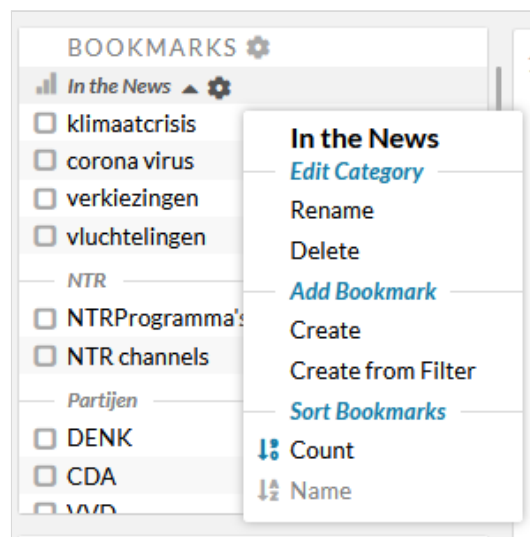 BOOKMARKS
In the News
klimaatcrisis
corona virus
verkiezingen
vluchtelingen
NTR
NTRProgramma's
NTR channels
Partijen
DENK
CDA
VVD
In the News
Edit Category
Rename
Delete
Add Bookmark
Create
Create from Filter
Sort Bookmarks
Count
Name